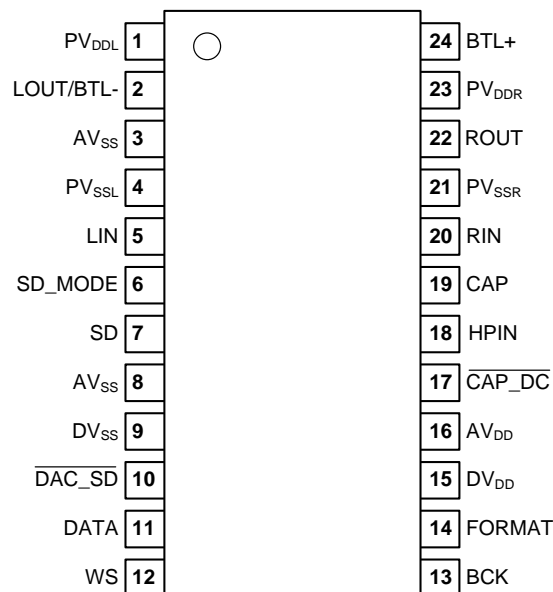 PVDDL 1 24 BTL+
LOUT/BTL- 2 23 PVDDR
AVSS 3 22 ROUT
PVSSL 4 21 PVSSR
LIN 5 20 RIN
SD_MODE 6 19 CAP
SD 7 18 HPIN
AVSS 8 17 CAP_DC
DVSS 9 16 AVDD
DAC_SD 10 15 DVDD
DATA 11 14 FORMAT
WS 12 13 BCK